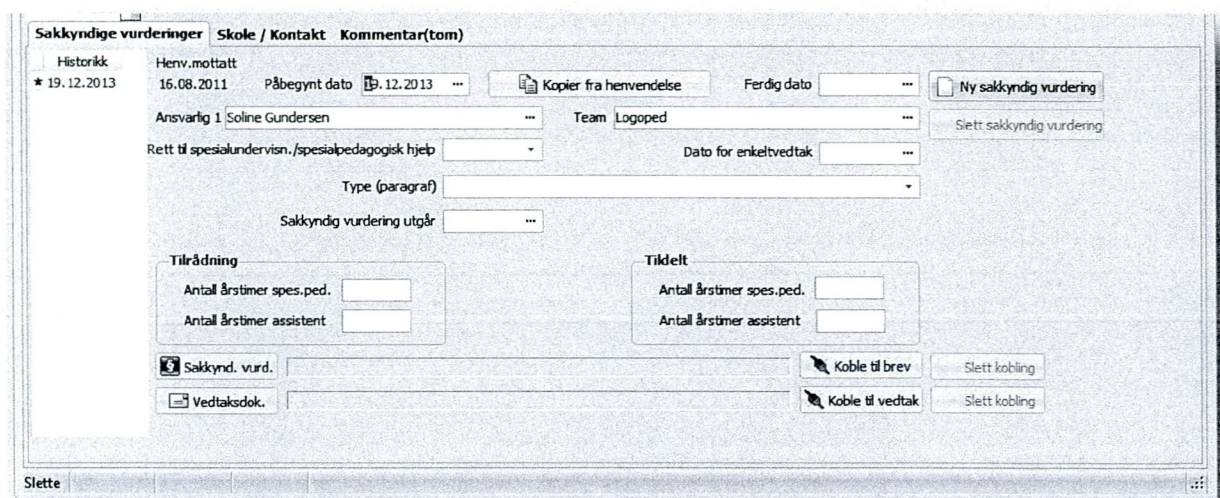 Sakkyndige vurderinger Skole / Kontakt Kommentar(tom)
Historikk Henv.mottatt
★ 19.12.2013 16.08.2011 Påbegynt dato 19.12.2013 ... Kopier fra henvendelse Ferdig dato ... Ny sakkyndig vurdering
Ansvarlig 1 Soline Gundersen ... Team Logoped ... Slett sakkyndig vurdering
Rett til spesialundervisn./spesialpedagogisk hjelp Dato for enkeltvedtak ...
Type (paragraf)
Sakkyndig vurdering utgår ...
Tilrådning Tildelt
Antall årstimer spes.ped. Antall årstimer spes.ped.
Antall årstimer assistent Antall årstimer assistent
Sakkynd. vurd. Koble til brev Slett kobling
Vedtaksdok. Koble til vedtak Slett kobling
Slette